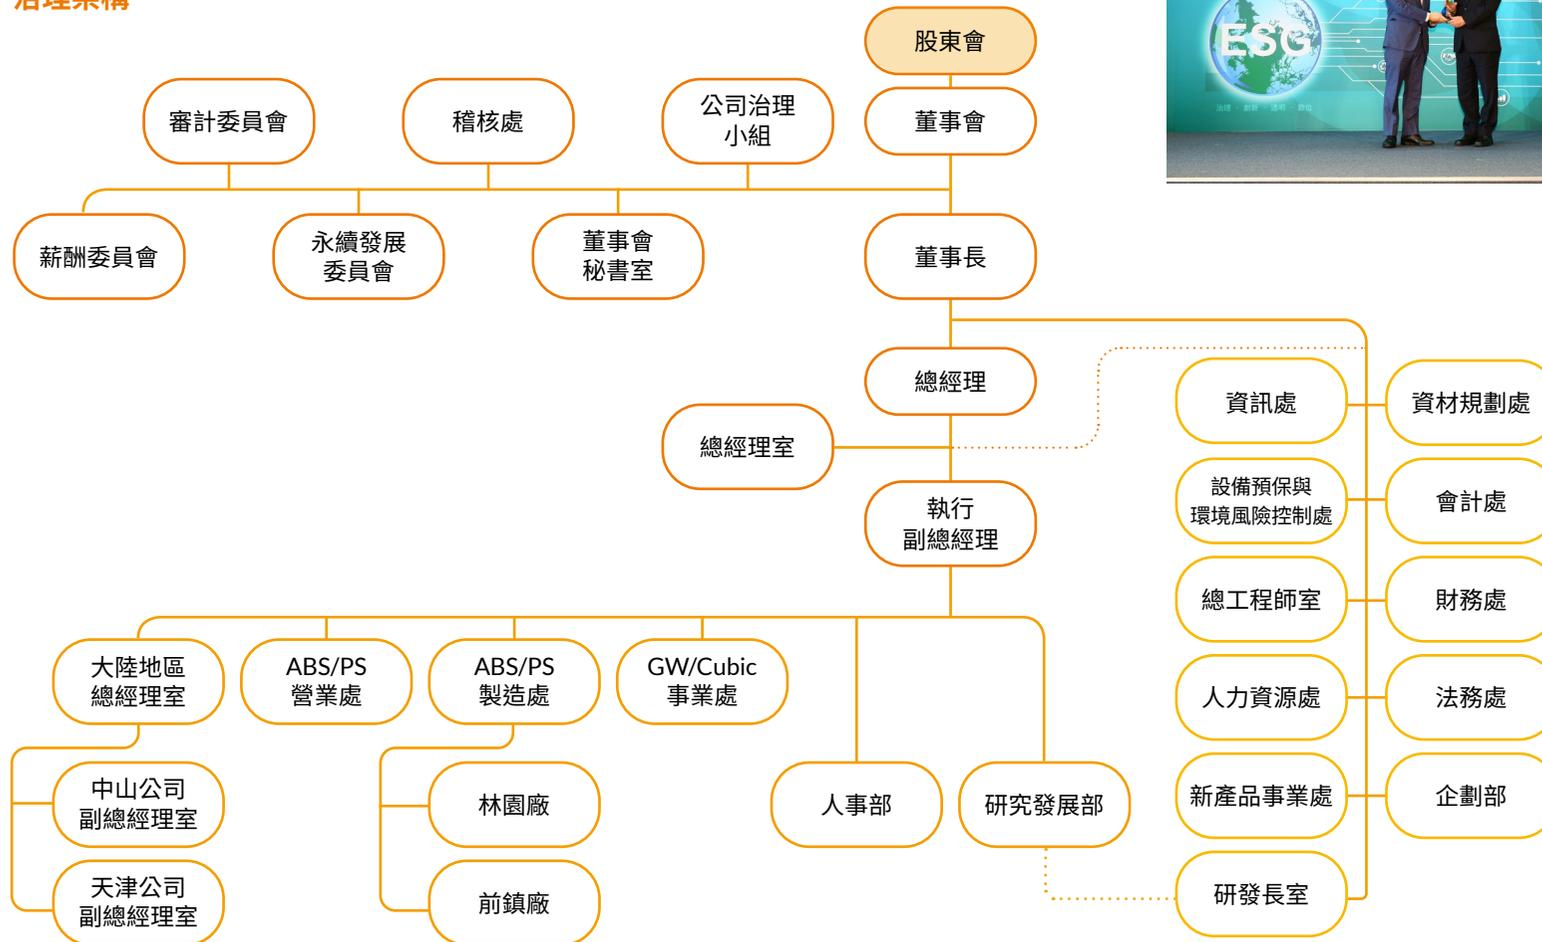 治理架構
股東會
ESG
治理．創新．透明．數位
審計委員會
稽核處
公司治理
小組
董事會
薪酬委員會
永續發展
委員會
董事會
秘書室
董事長
總經理
總經理室
執行
副總經理
資訊處
資材規劃處
設備預保與
環境風險控制處
會計處
總工程師室
財務處
人力資源處
法務處
新產品事業處
企劃部
研發長室
大陸地區
總經理室
ABS/PS
營業處
ABS/PS
製造處
GW/Cubic
事業處
中山公司
副總經理室
林園廠
人事部
研究發展部
天津公司
副總經理室
前鎮廠